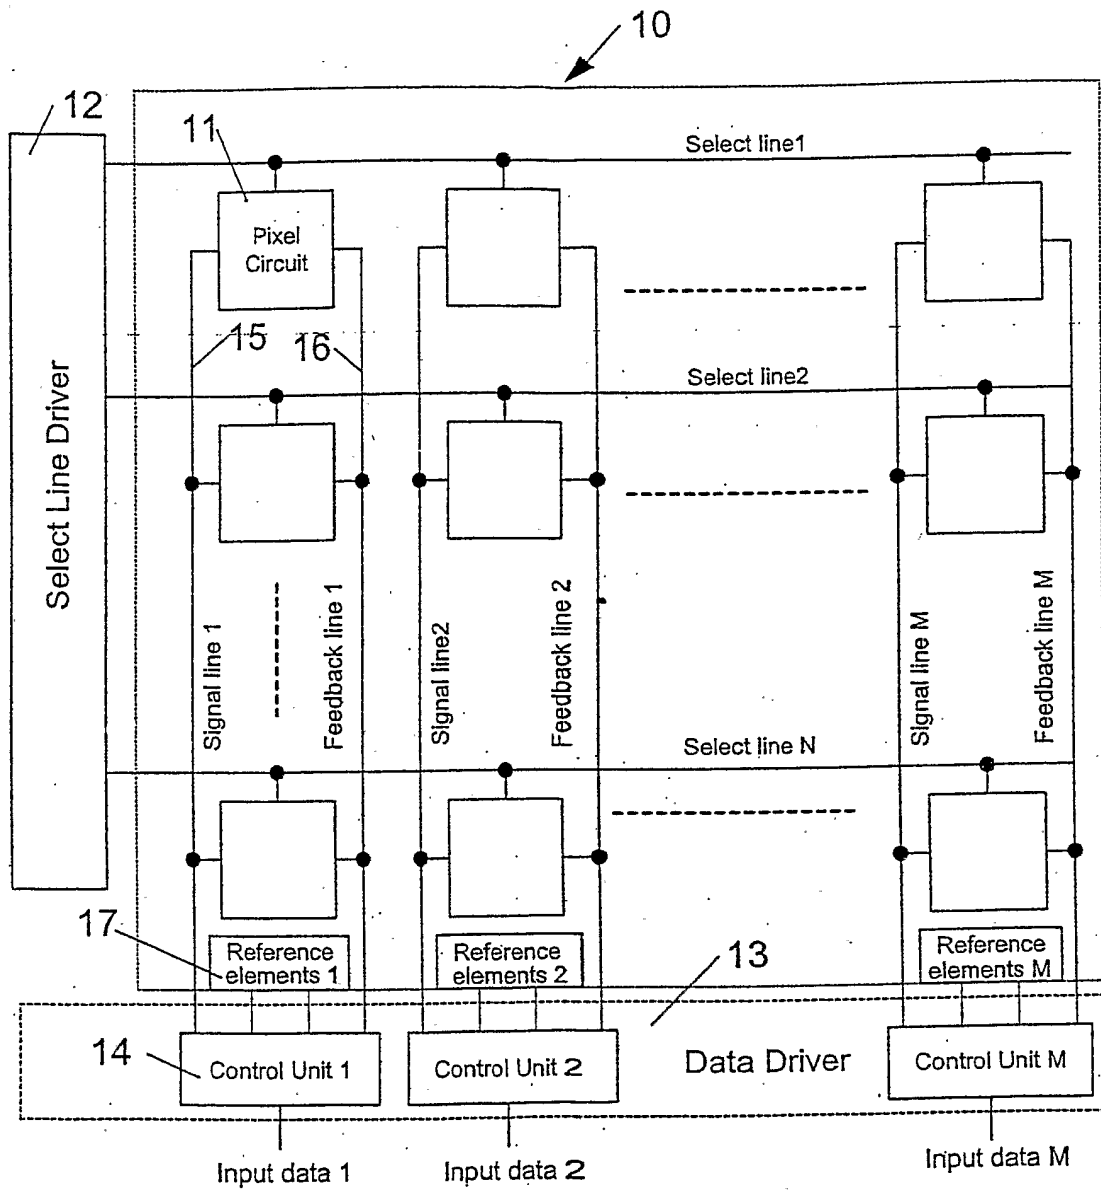 10
12
11
Select line1
Pixel
Circuit
15
16
Select line2
Select Line Driver
Signal line 1
Feedback line 1
Signal line2
Feedback line 2
Signal line M
Feedback line M
Select line N
17
Reference
elements 1
Reference
elements 2
Reference
elements M
13
14
Control Unit 1
Control Unit 2
Data Driver
Control Unit M
Input data 1
Input data 2
Input data M